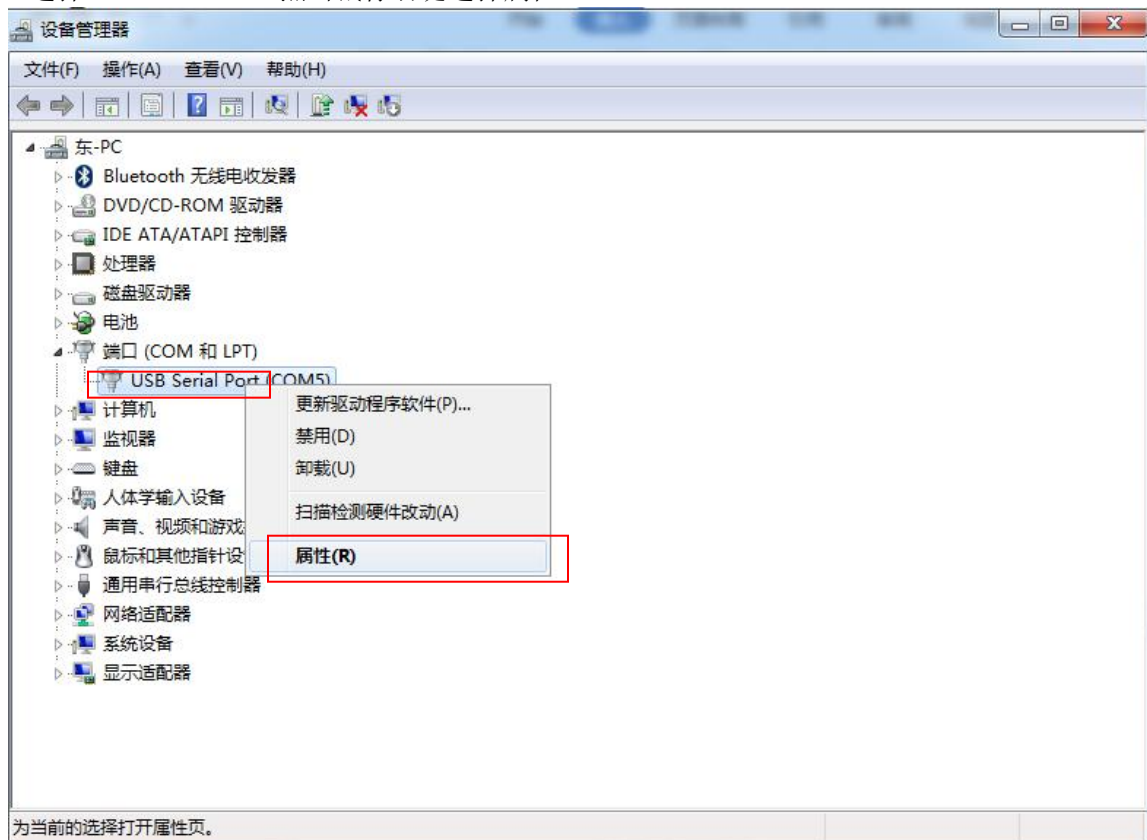 设备管理器
文件(F) 操作(A) 查看(V) 帮助(H)
东-PC
Bluetooth 无线电收发器
DVD/CD-ROM 驱动器
IDE ATA/ATAPI 控制器
处理器
磁盘驱动器
电池
端口 (COM 和 LPT)
USB Serial Port (COM5)
更新驱动程序软件(P)...
计算机
禁用(D)
监视器
卸载(U)
键盘
人体学输入设备
扫描检测硬件改动(A)
声音、视频和游戏
鼠标和其他指针设
属性(R)
通用串行总线控制器
网络适配器
系统设备
显示适配器
为当前的选择打开属性页。